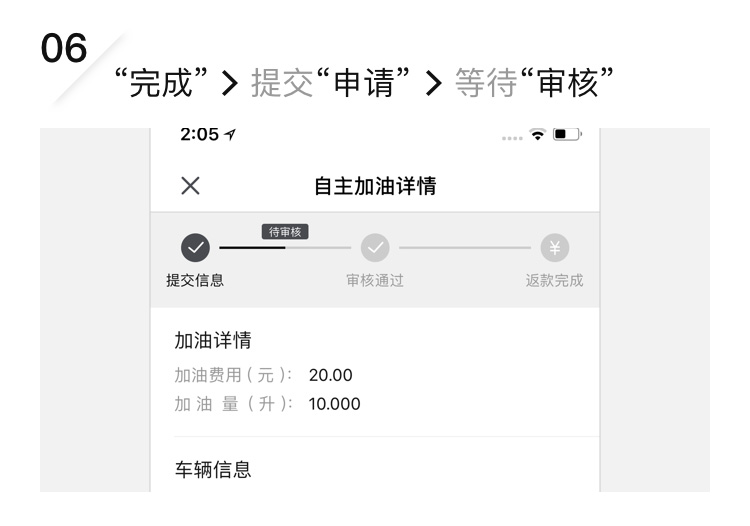 06
“完成” > 提交“申请” > 等待“审核”
2:05
自主加油详情
待审核
¥
提交信息 审核通过 返款完成
加油详情
加油费用(元): 20.00
加油量(升): 10.000
车辆信息